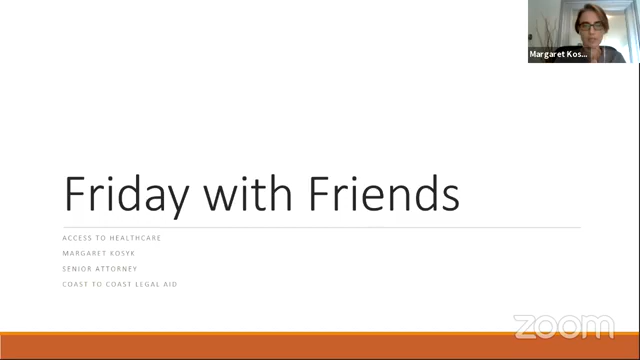 Margaret Kos...
Friday with Friends
ACCESS TO HEALTHCARE
MARGARET KOSYK
SENIOR ATTORNEY
COAST TO COAST LEGAL AID
zoom